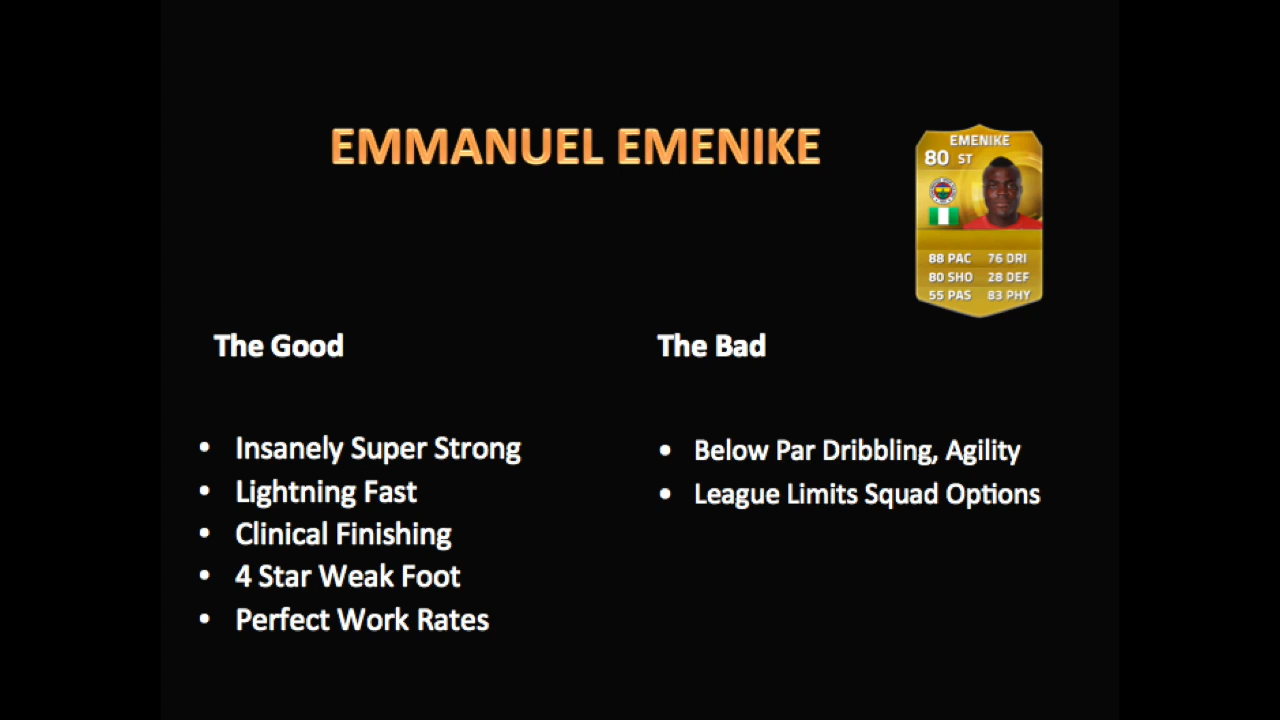 EMMANUEL EMENIKE
EMENIKE
80 ST
88 PAC 76 DRI
80 SHO 28 DEF
55 PAS 83 PHY
The Good
• Insanely Super Strong
• Lightning Fast
• Clinical Finishing
• 4 Star Weak Foot
• Perfect Work Rates
The Bad
• Below Par Dribbling, Agility
• League Limits Squad Options